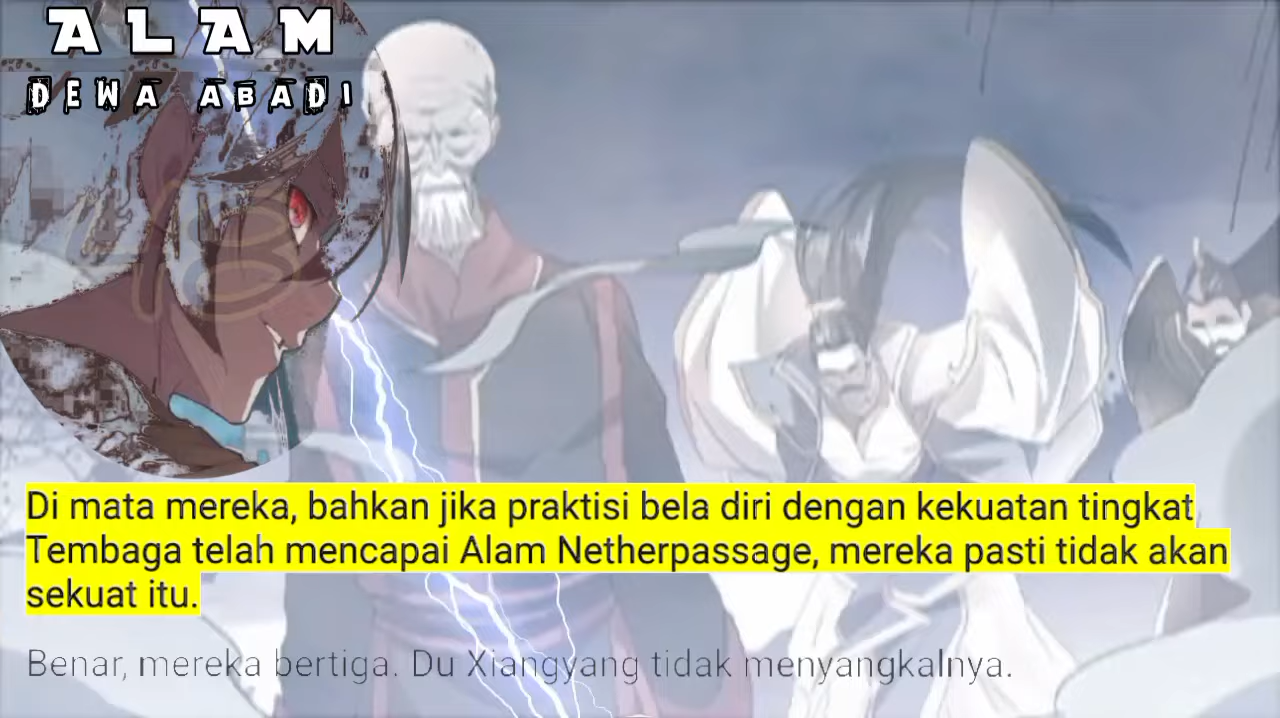 ALAM
DEWA ABADI
Di mata mereka, bahkan jika praktisi bela diri dengan kekuatan tingkat
Tembaga telah mencapai Alam Netherpassage, mereka pasti tidak akan
sekuat itu.
Benar, mereka bertiga. Du Xiangyang tidak menyangkalnya.